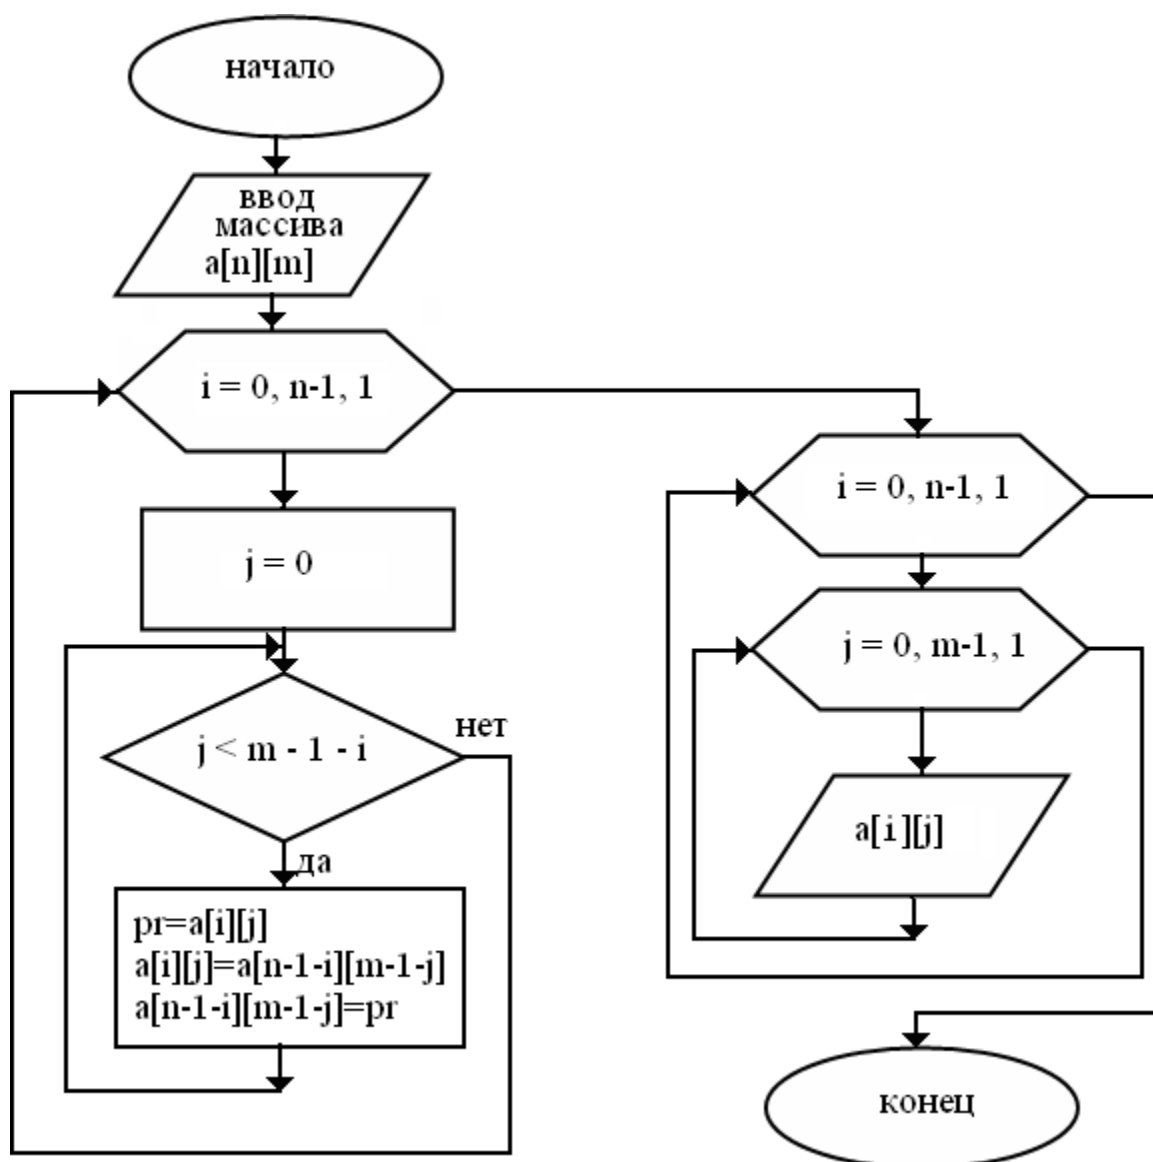 начало
ввод
массива
a[n][m]
i = 0, n-1, 1
j = 0
j < m - 1 - i
нет
да
pr=a[i][j]
a[i][j]=a[n-1-i][m-1-j]
a[n-1-i][m-1-j]=pr
i = 0, n-1, 1
j = 0, m-1, 1
a[i][j]
конец